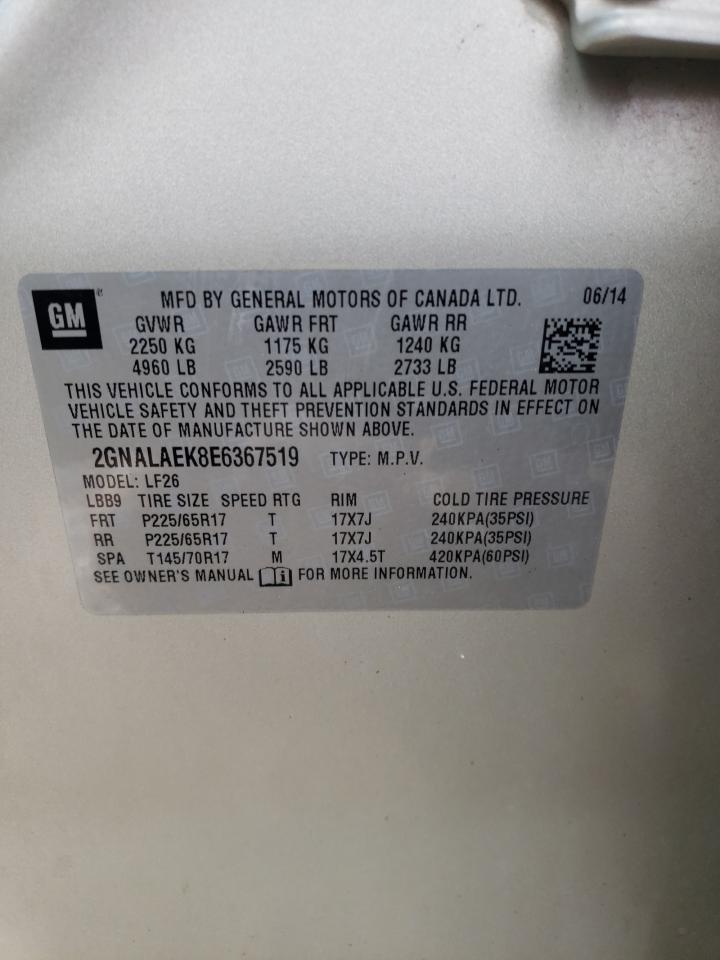 GM ® MFD BY GENERAL MOTORS OF CANADA LTD. 06/14
GVWR GAWR FRT GAWR RR
2250 KG 1175 KG 1240 KG
4960 LB 2590 LB 2733 LB
THIS VEHICLE CONFORMS TO ALL APPLICABLE U.S. FEDERAL MOTOR
VEHICLE SAFETY AND THEFT PREVENTION STANDARDS IN EFFECT ON
THE DATE OF MANUFACTURE SHOWN ABOVE.
2GNALAEK8E6367519 TYPE: M.P.V.
MODEL: LF26
LBB9 TIRE SIZE SPEED RTG RIM COLD TIRE PRESSURE
FRT P225/65R17 T 17X7J 240KPA(35PSI)
RR P225/65R17 T 17X7J 240KPA(35PSI)
SPA T145/70R17 M 17X4.5T 420KPA(60PSI)
SEE OWNER'S MANUAL i FOR MORE INFORMATION.